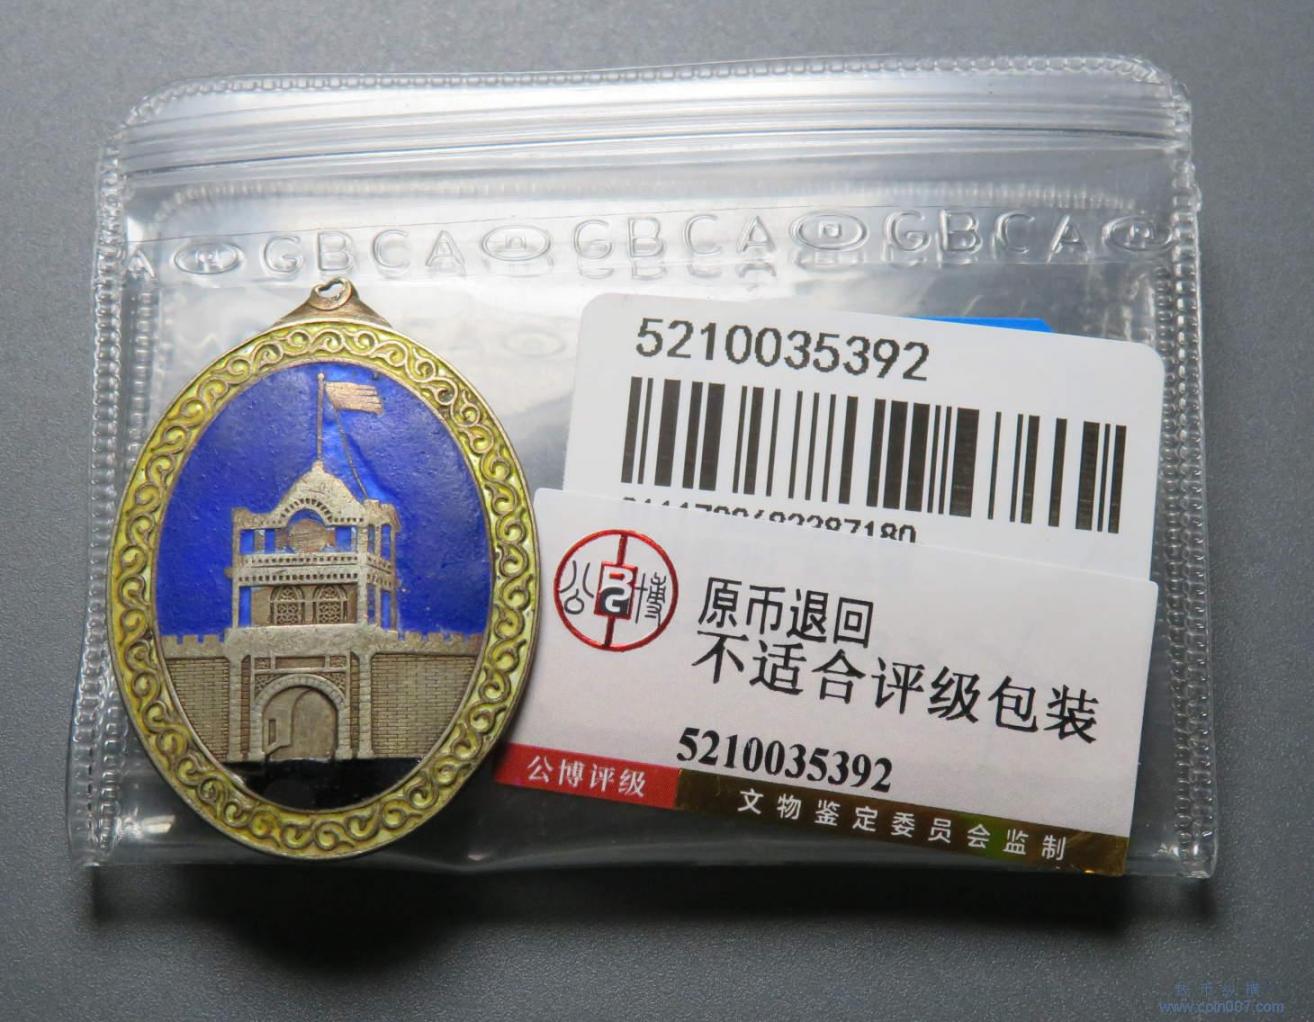 GBCA GBCA GBCA
5210035392
公博
原币退回
不适合评级包装
5210035392
公博评级
文物鉴定委员会监制
www.coin007.com